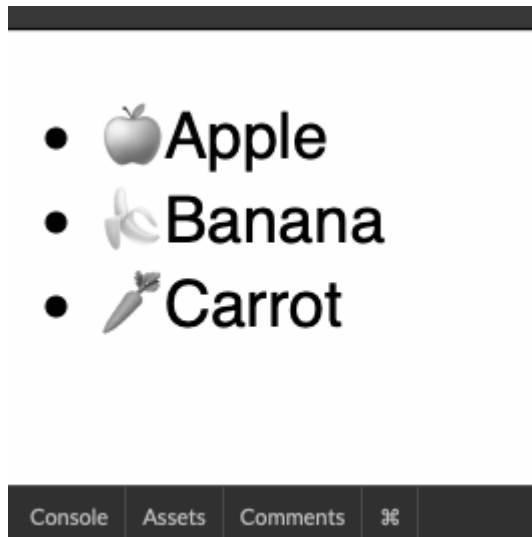 • 🍎Apple
• 🍌Banana
• 🥕Carrot
Console Assets Comments ⌘